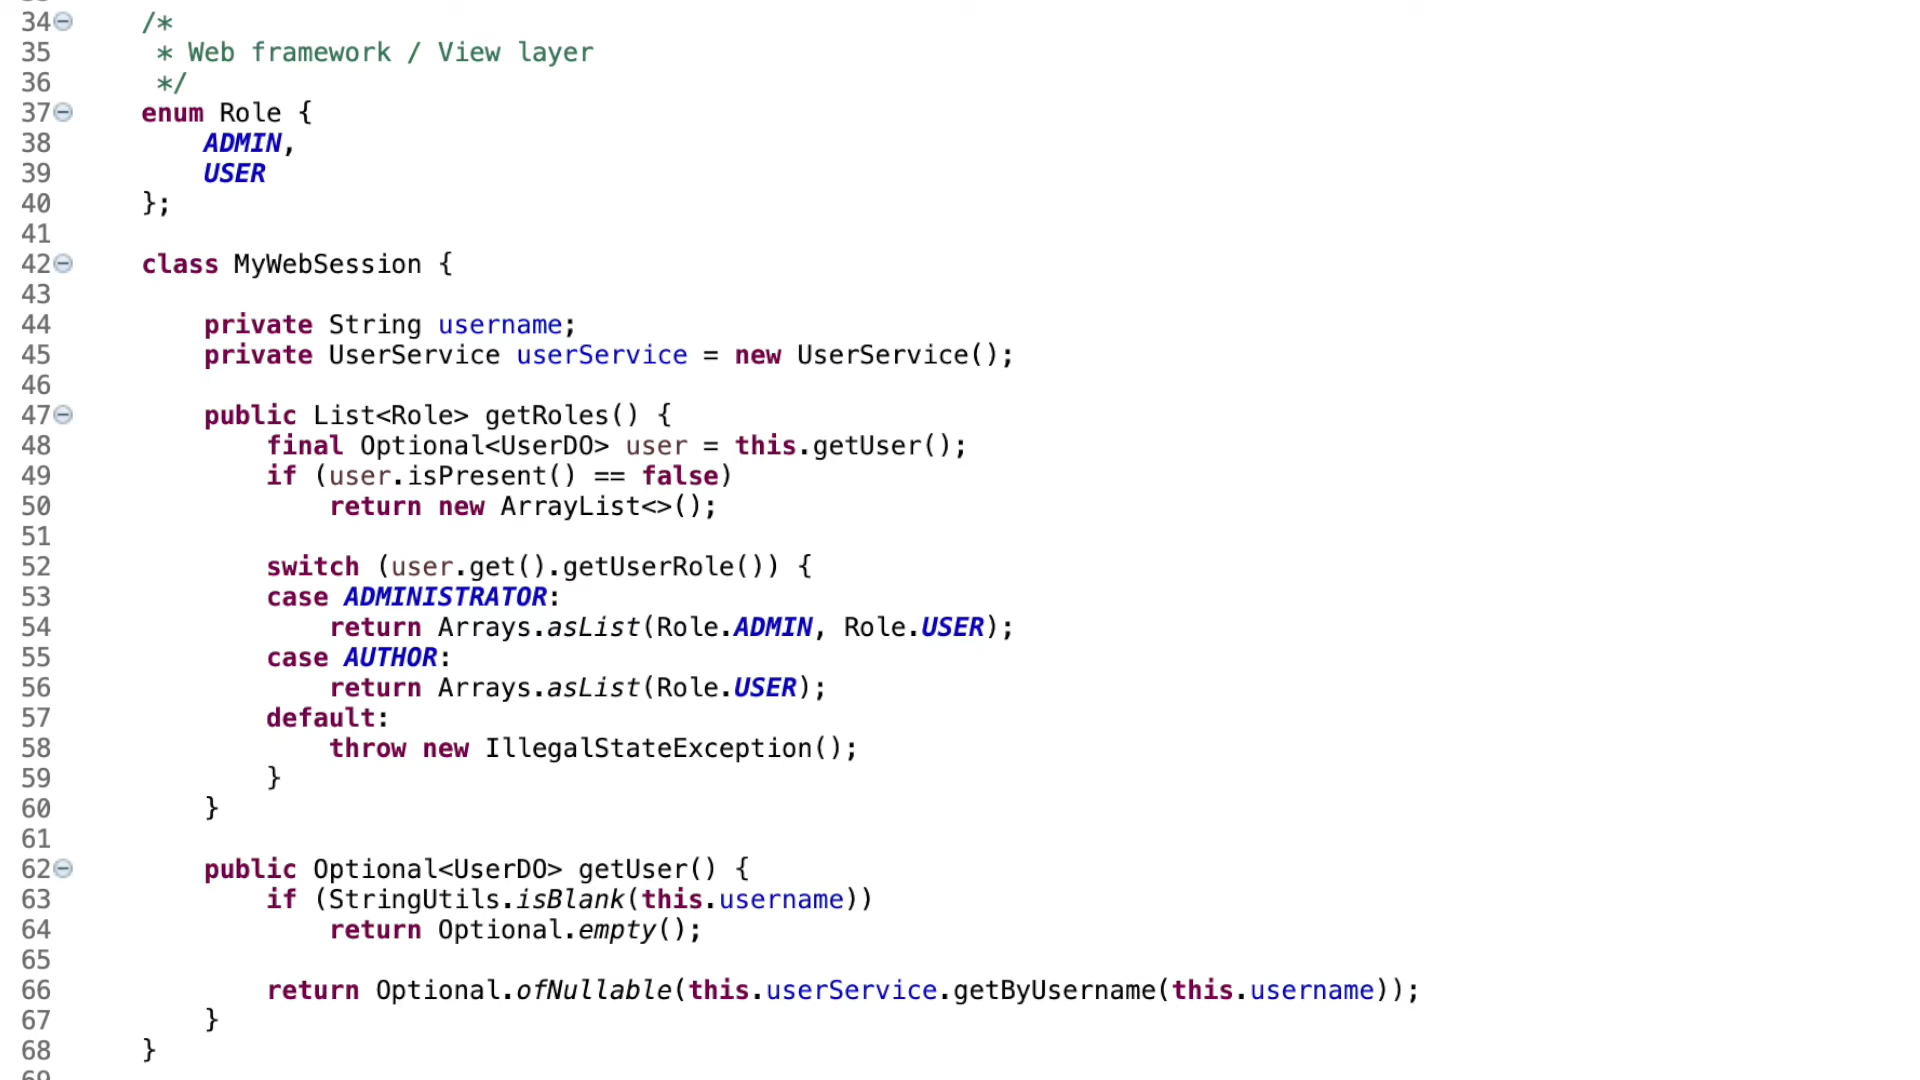 34 /*
35 * Web framework / View layer
36 */
37 enum Role {
38 ADMIN,
39 USER
40 };
41
42 class MyWebSession {
43
44 private String username;
45 private UserService userService = new UserService();
46
47 public List<Role> getRoles() {
48 final Optional<UserDO> user = this.getUser();
49 if (user.isPresent() == false)
50 return new ArrayList<>();
51
52 switch (user.get().getUserRole()) {
53 case ADMINISTRATOR:
54 return Arrays.asList(Role.ADMIN, Role.USER);
55 case AUTHOR:
56 return Arrays.asList(Role.USER);
57 default:
58 throw new IllegalStateException();
59 }
60 }
61
62 public Optional<UserDO> getUser() {
63 if (StringUtils.isBlank(this.username))
64 return Optional.empty();
65
66 return Optional.ofNullable(this.userService.getByUsername(this.username));
67 }
68 }
69